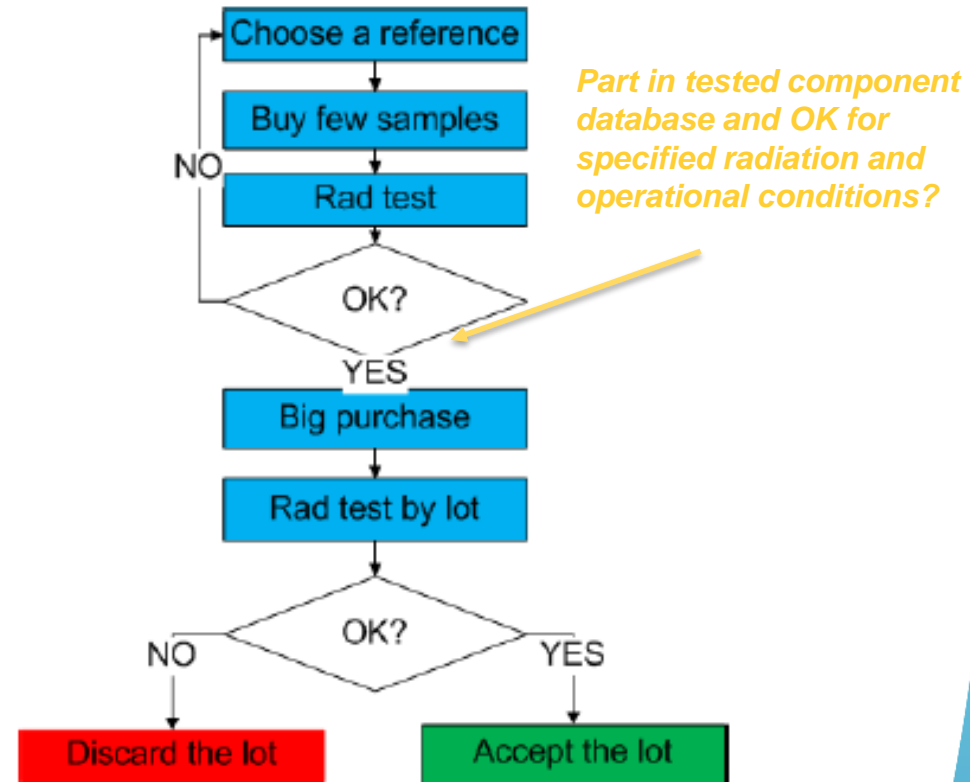 Choose a reference
Part in tested component
database and OK for
specified radiation and
operational conditions?
Buy few samples
NO
Rad test
OK?
YES
Big purchase
Rad test by lot
OK?
NO
YES
Discard the lot
Accept the lot